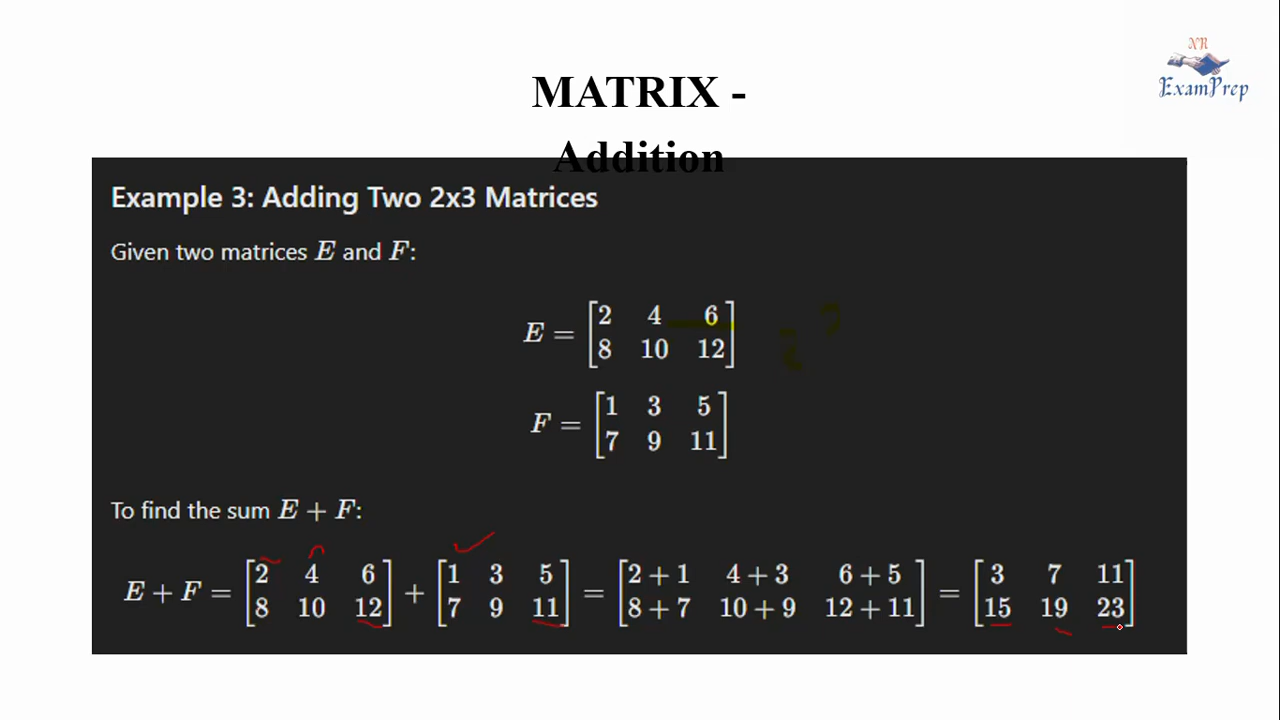 NR
ExamPrep
MATRIX -
Addition
Example 3: Adding Two 2x3 Matrices
Given two matrices E and F:
E = [2 4 6
8 10 12]
F = [1 3 5
7 9 11]
To find the sum E + F:
E + F = [2 4 6 8 10 12] + [1 3 5 7 9 11] = [2 + 1 4 + 3 6 + 5 8 + 7 10 + 9 12 + 11] = [3 7 11 15 19 23]